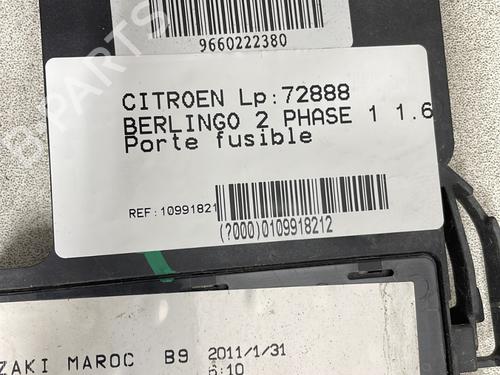 9660222380
CITROEN Lp:72888
BERLINGO 2 PHASE 1 1.6
Porte fusible
REF:10991821
(?000)0109918212
ZAKI MAROC B9 2011/1/31
6:10